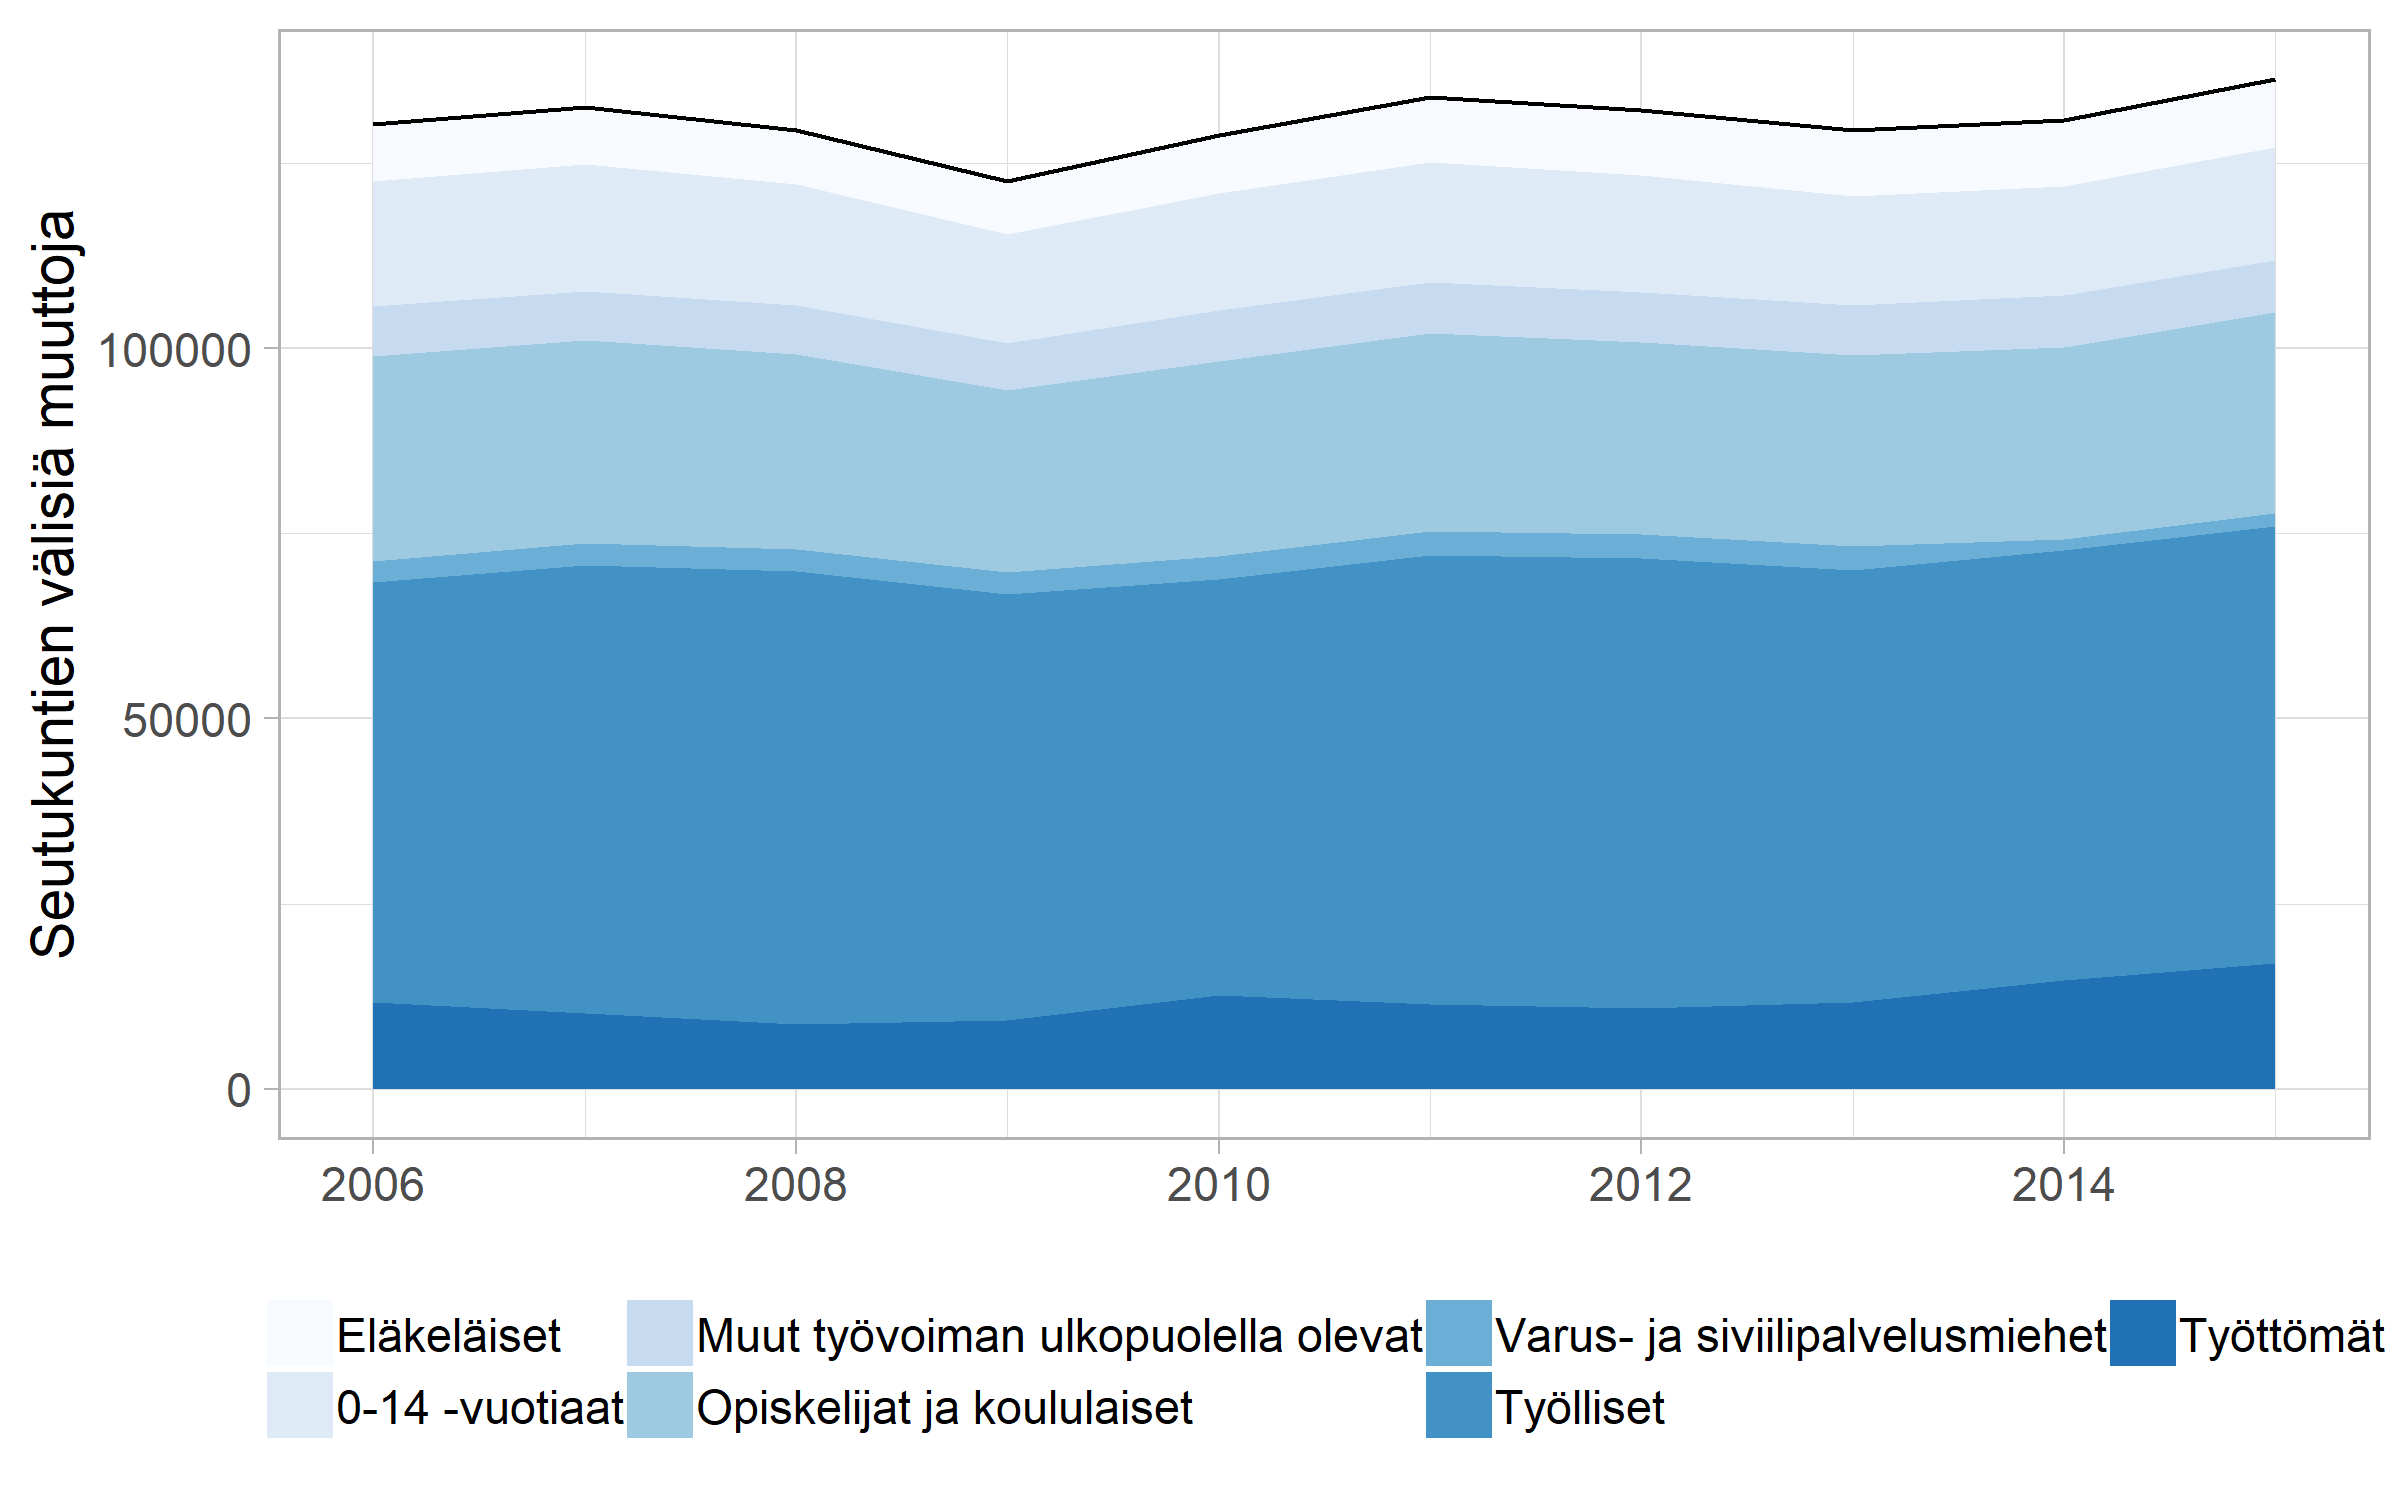 Seutukuntien välisiä muuttoja
100000
50000
0
2006 2008 2010 2012 2014
Eläkeläiset Muut työvoiman ulkopuolella olevat Varus- ja siviilipalvelusmiehet Työttömät
0-14 -vuotiaat Opiskelijat ja koululaiset Työlliset